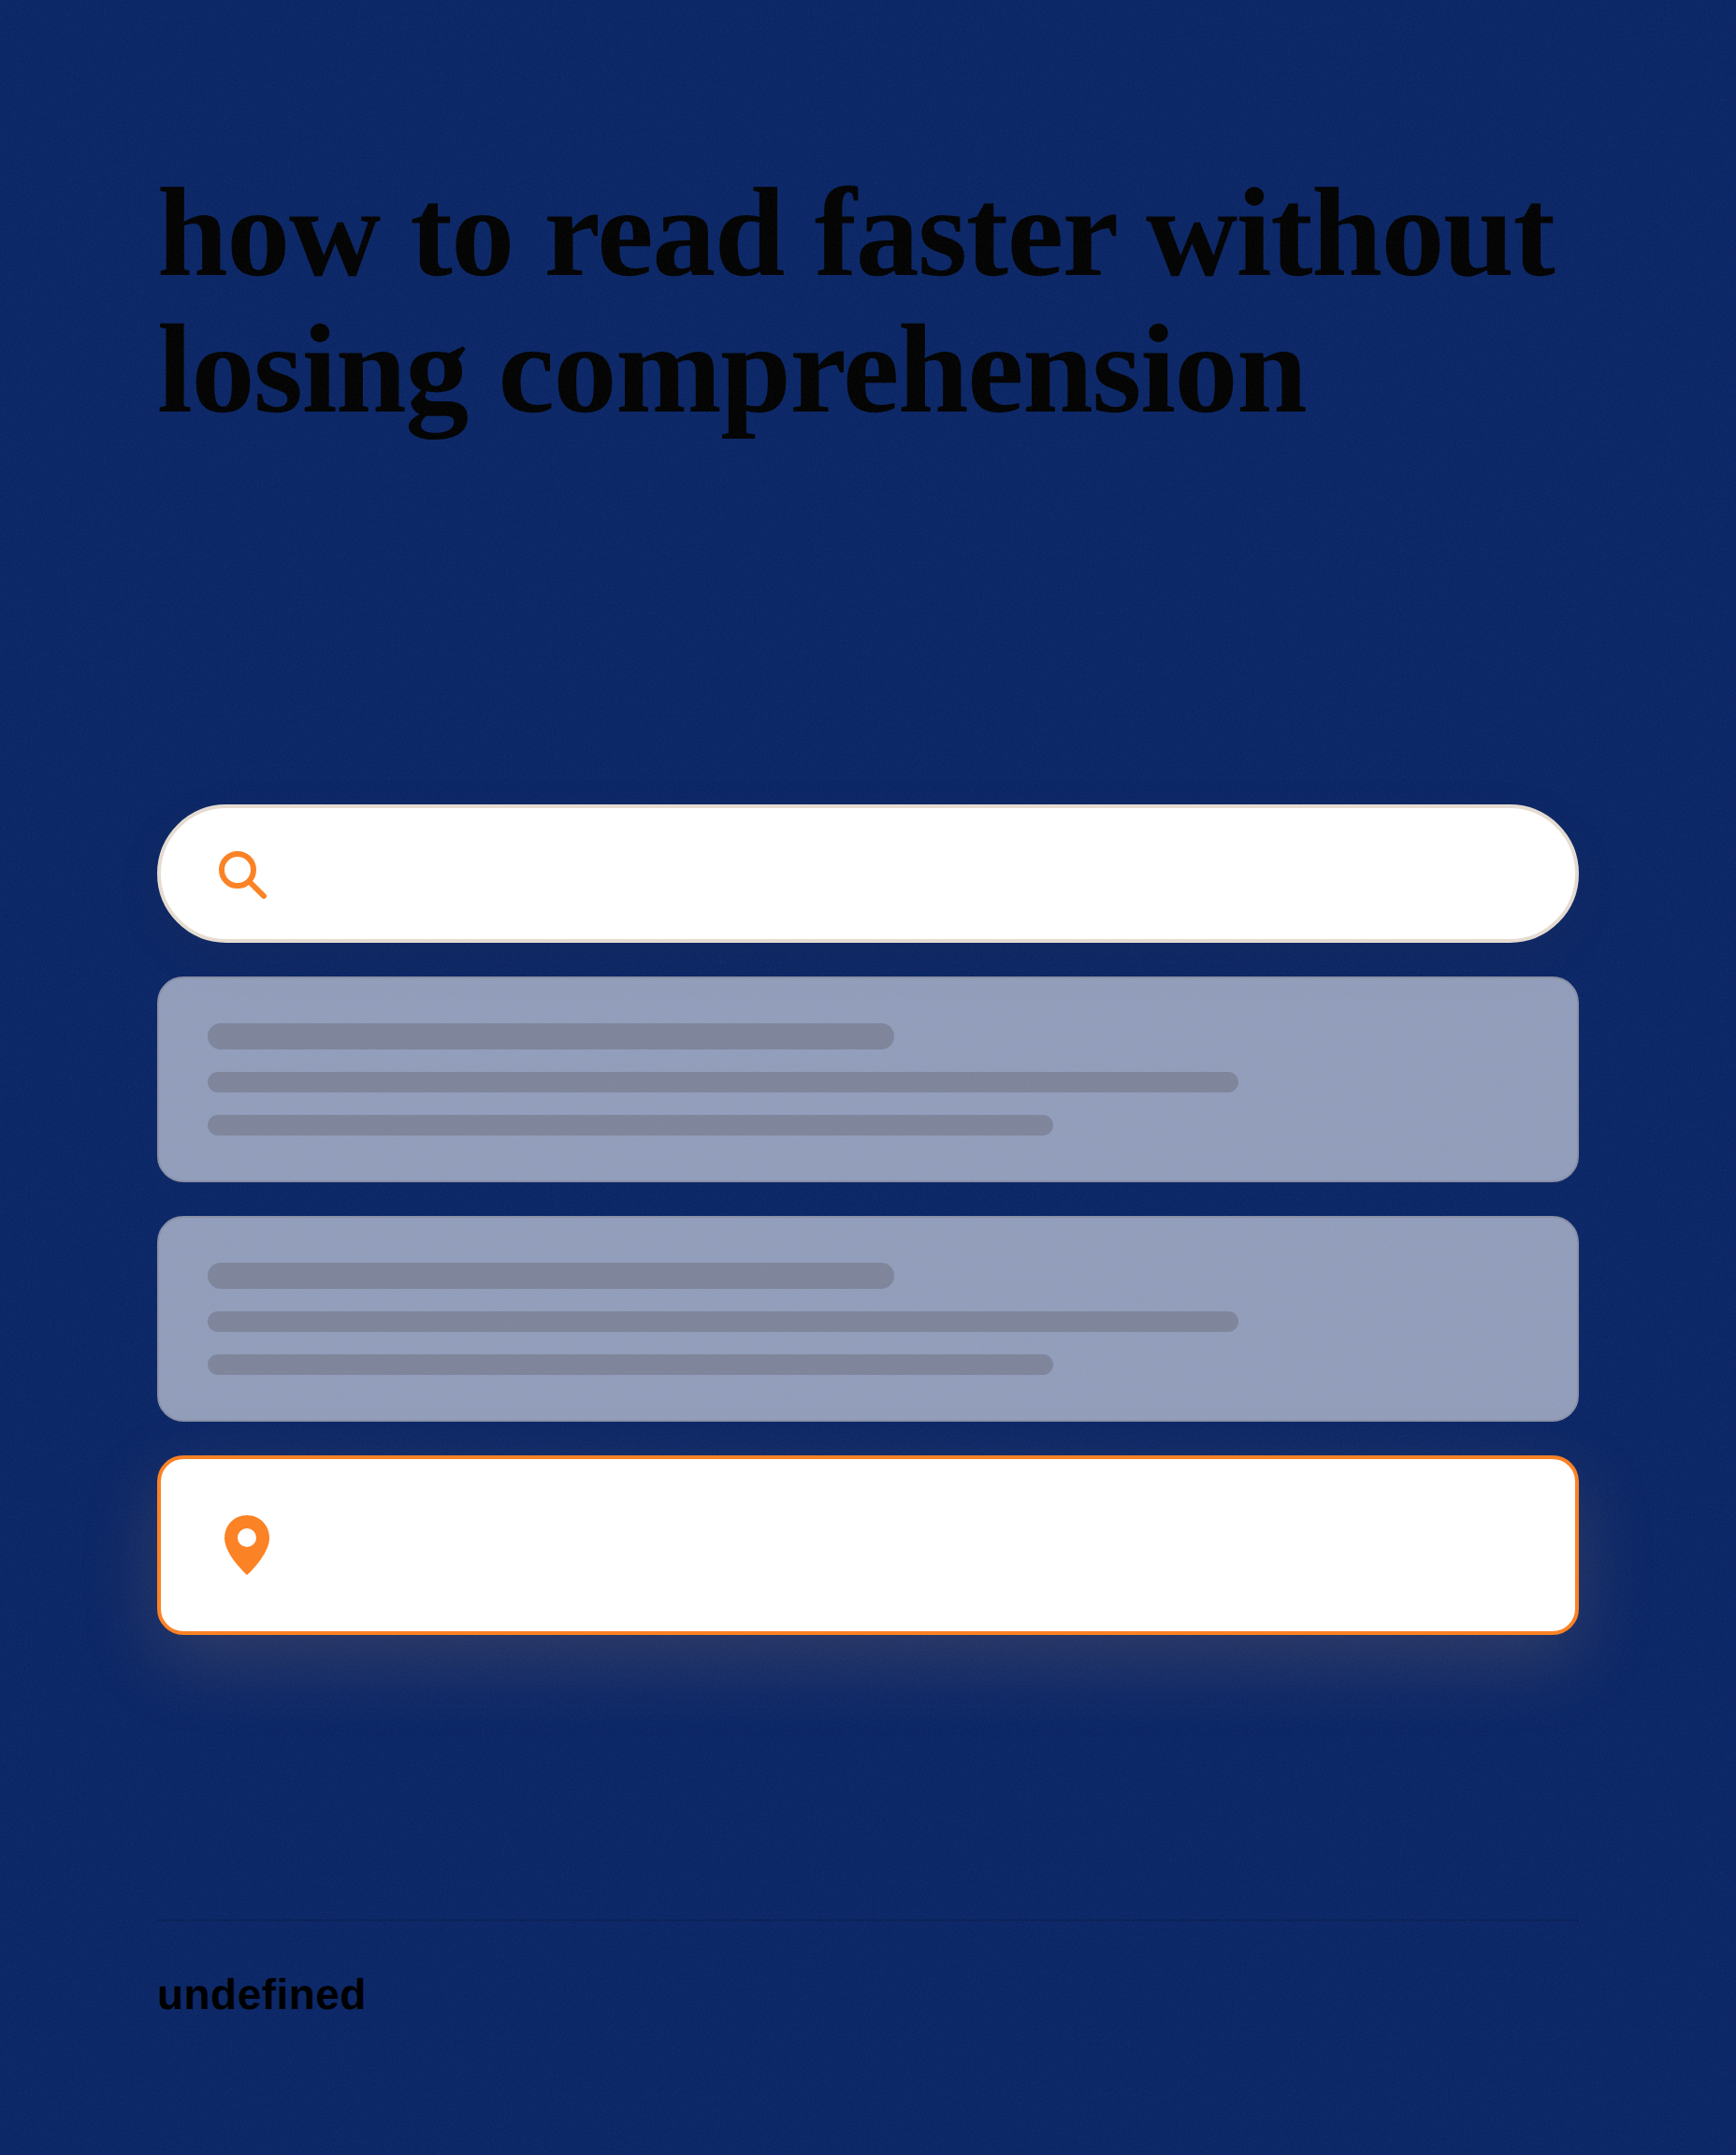 how to read faster without
losing comprehension
undefined